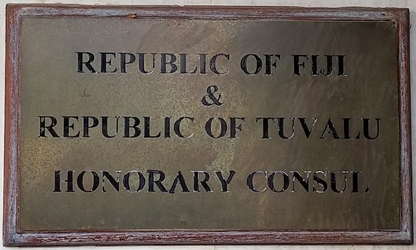 REPUBLIC OF FIJI
&
REPUBLIC OF TUVALU
HONORARY CONSUL